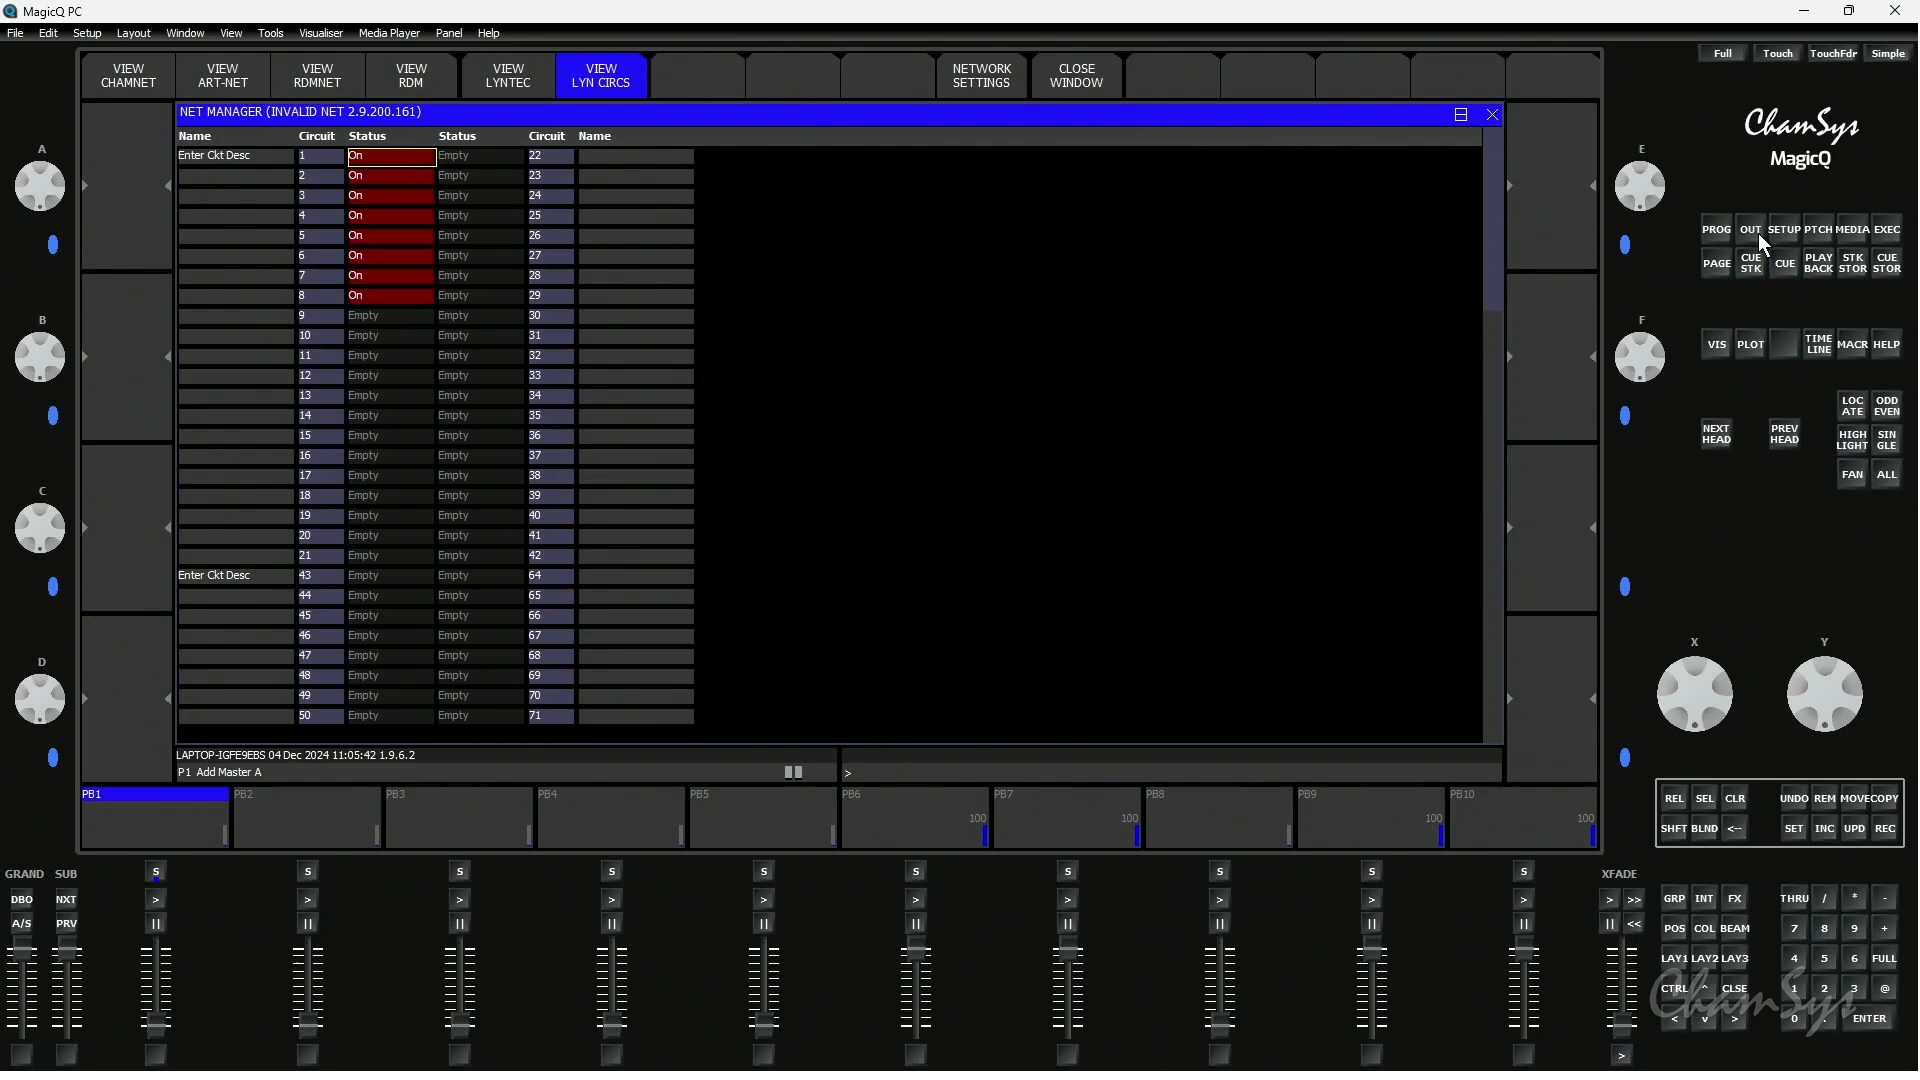 MagicQ PC
File Edit Setup Layout Window View Tools Visualiser Media Player Panel Help
Full Touch TouchFdr Simple
VIEW CHAMNET
VIEW ART-NET
VIEW RDMNET
VIEW RDM
VIEW LYNTEC
VIEW LYN CIRCS
NETWORK SETTINGS
CLOSE WINDOW
NET MANAGER (INVALID NET 2.9.200.161)
Name Circuit Status Status Circuit Name
Enter Ckt Desc 1 On Empty 22
2 On Empty 23
3 On Empty 24
4 On Empty 25
5 On Empty 26
6 On Empty 27
7 On Empty 28
8 On Empty 29
9 Empty Empty 30
10 Empty Empty 31
11 Empty Empty 32
12 Empty Empty 33
13 Empty Empty 34
14 Empty Empty 35
15 Empty Empty 36
16 Empty Empty 37
17 Empty Empty 38
18 Empty Empty 39
19 Empty Empty 40
20 Empty Empty 41
21 Empty Empty 42
Enter Ckt Desc 43 Empty Empty 64
44 Empty Empty 65
45 Empty Empty 66
46 Empty Empty 67
47 Empty Empty 68
48 Empty Empty 69
49 Empty Empty 70
50 Empty Empty 71
LAPTOP-IGFE9EBS 04 Dec 2024 11:05:42 1.9.6.2
P1 Add Master A
>
A
B
C
D
E
F
ChamSys
MagicQ
PROG OUT SETUP PTCH MEDIA EXEC
PAGE CUE STK CUE PLAY BACK STK STOR CUE STOR
VIS PLOT TIME LINE MACR HELP
LOC ATE ODD EVEN
NEXT HEAD PREV HEAD HIGH LIGHT SIN GLE
FAN ALL
X Y
PB1 PB2 PB3 PB4 PB5 PB6 PB7 PB8 PB9 PB10
100 100 100 100
REL SEL CLR UNDO REM MOVE COPY
SHFT BLND <-- SET INC UPD REC
GRAND SUB S S S S S S S S S S XFADE
DBO NXT > > > > > > > > > > > >>
A/S PRV || || || || || || || || || || || <<
>
GRP INT FX THRU / * -
POS COL BEAM 7 8 9 +
LAY1 LAY2 LAY3 4 5 6 FULL
CTRL ^ CLSE 1 2 3 @
< v > 0 . ENTER
ChamSys